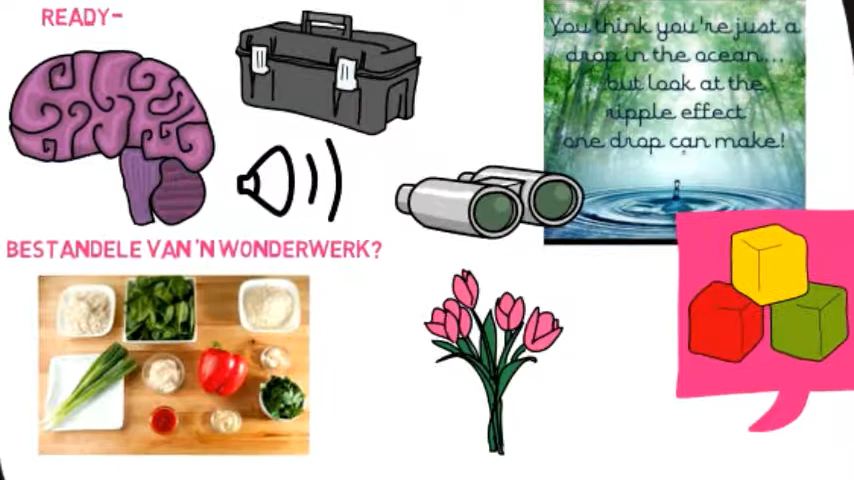 READY-
You think you're just a
drop in the ocean...
but look at the
ripple effect
one drop can make!
BESTANDELE VAN 'N WONDERWERK?